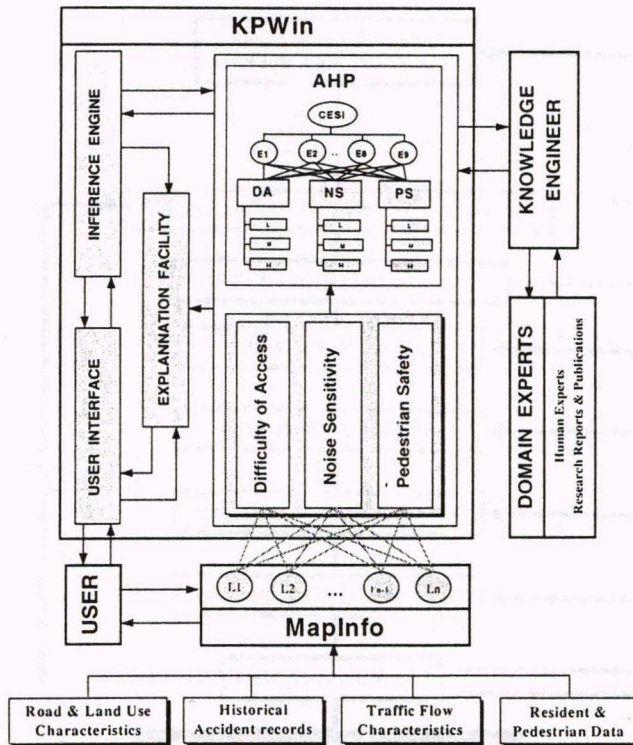 KPWin
INFERENCE ENGINE
USER INTERFACE
EXPLANNATION FACILITY
AHP
CESI
E1 E2 .. E8 E9
DA NS PS
L L L
M M M
H H H
Difficulty of Access
Noise Sensitivity
Pedestrian Safety
KNOWLEDGE
ENGINEER
DOMAIN EXPERTS
Human Experts
Research Reports & Publications
USER
L1 L2 ... Ln-1 Ln
MapInfo
Road & Land Use
Characteristics
Historical
Accident records
Traffic Flow
Characteristics
Resident &
Pedestrian Data